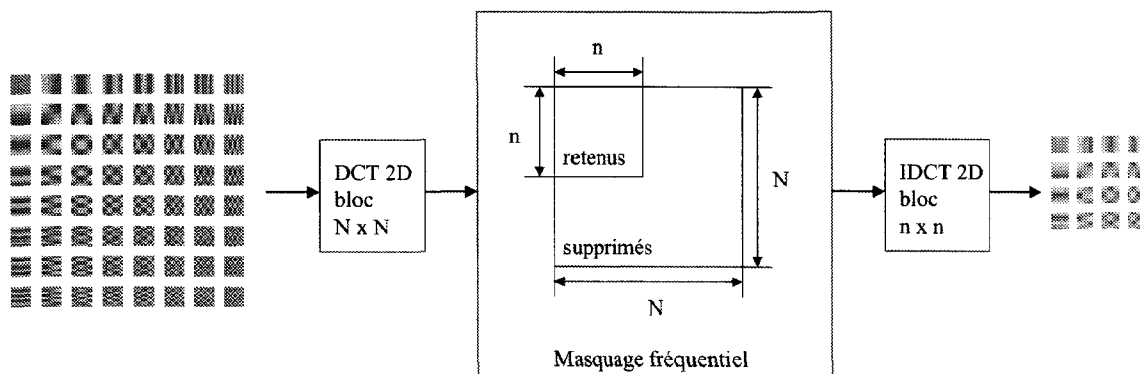 DCT 2D
bloc
N x N
n
n
retenus
supprimés
N
N
Masquage fréquentiel
IDCT 2D
bloc
n x n